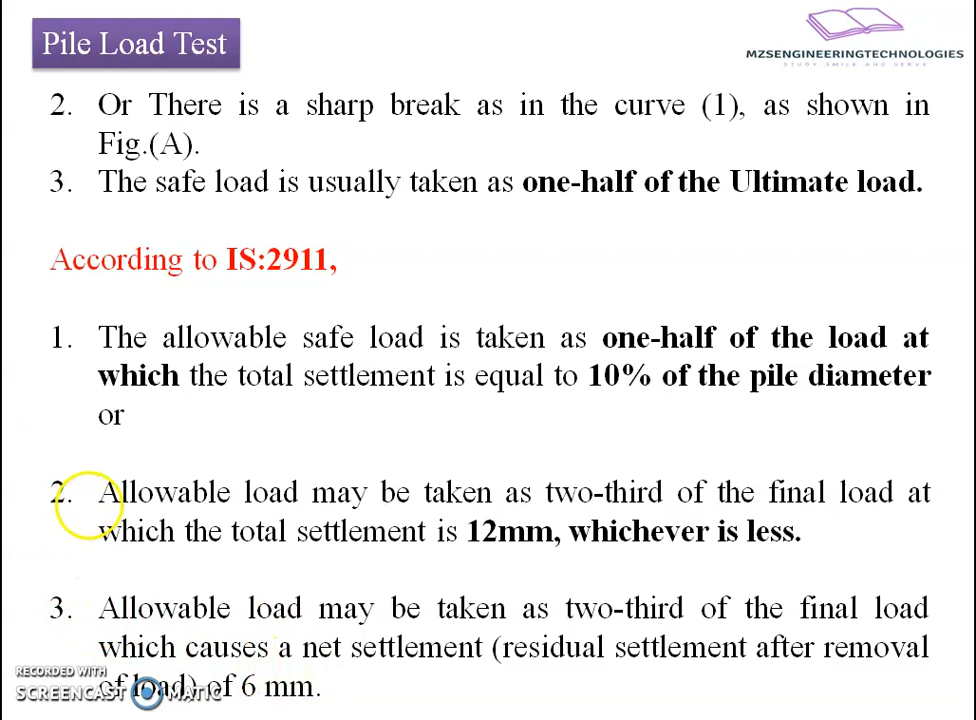 Pile Load Test
MZSENGINEERINGTECHNOLOGIES
STUDY SMILE AND SERVE
2. Or There is a sharp break as in the curve (1), as shown in
Fig.(A).
3. The safe load is usually taken as one-half of the Ultimate load.
According to IS:2911,
1. The allowable safe load is taken as one-half of the load at
which the total settlement is equal to 10% of the pile diameter
or
2. Allowable load may be taken as two-third of the final load at
which the total settlement is 12mm, whichever is less.
3. Allowable load may be taken as two-third of the final load
which causes a net settlement (residual settlement after removal
of load) of 6 mm.
RECORDED WITH
SCREENCAST MATIC